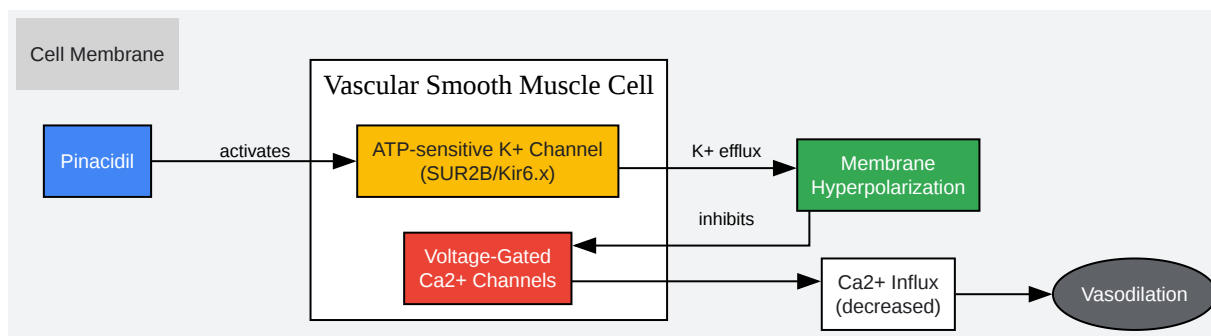 Cell Membrane
Vascular Smooth Muscle Cell
Pinacidil
activates
ATP-sensitive K+ Channel
(SUR2B/Kir6.x)
K+ efflux
Membrane
Hyperpolarization
inhibits
Voltage-Gated
Ca2+ Channels
Ca2+ Influx
(decreased)
Vasodilation